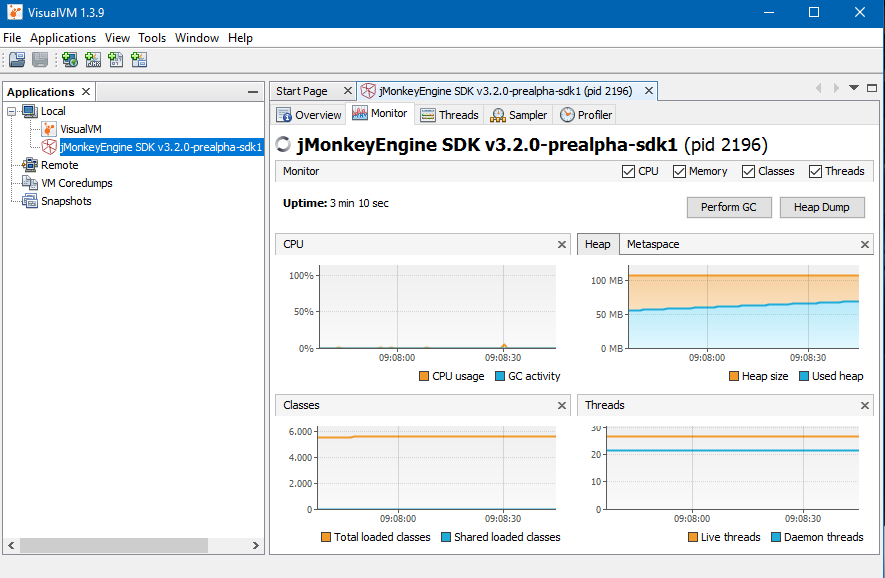 VisualVM 1.3.9
File Applications View Tools Window Help
Applications
Local
VisualVM
jMonkeyEngine SDK v3.2.0-prealpha-sdk1
Remote
VM Coredumps
Snapshots
Start Page
jMonkeyEngine SDK v3.2.0-prealpha-sdk1 (pid 2196)
Overview Monitor Threads Sampler Profiler
jMonkeyEngine SDK v3.2.0-prealpha-sdk1 (pid 2196)
Monitor CPU Memory Classes Threads
Uptime: 3 min 10 sec
Perform GC Heap Dump
CPU
100%
50%
0%
09:08:00 09:08:30
CPU usage GC activity
Heap Metaspace
100 MB
50 MB
0 MB
09:08:00 09:08:30
Heap size Used heap
Classes
6.000
4.000
2.000
0
09:08:00 09:08:30
Total loaded classes Shared loaded classes
Threads
30
20
10
0
09:08:00 09:08:30
Live threads Daemon threads